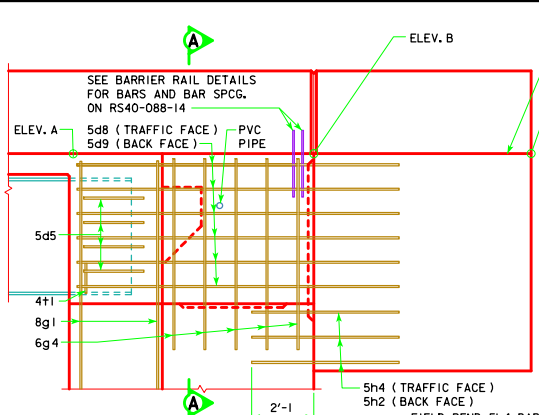 A
ELEV. B
SEE BARRIER RAIL DETAILS
FOR BARS AND BAR SPCG.
ON RS40-088-14
ELEV. A
5d8 (TRAFFIC FACE)
PVC
5d9 (BACK FACE)
PIPE
5d5
4t1
8g1
6g4
5h4 (TRAFFIC FACE)
5h2 (BACK FACE)
A
2'-1